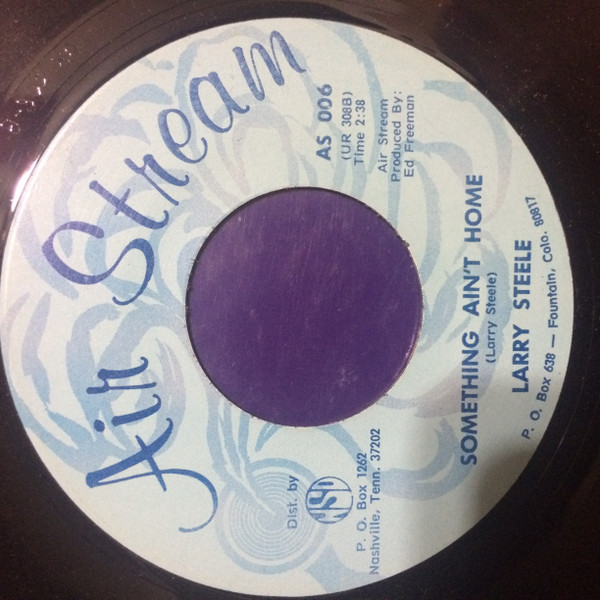 Air Stream
AS 006
(UR 308B)
Time 2:38
Air Stream
Produced By:
Ed Freeman
Dist. by
NSD
P. O. Box 1262
Nashville, Tenn. 37202
SOMETHING AIN'T HOME
(Larry Steele)
LARRY STEELE
P. O. Box 638 — Fountain, Colo. 80817